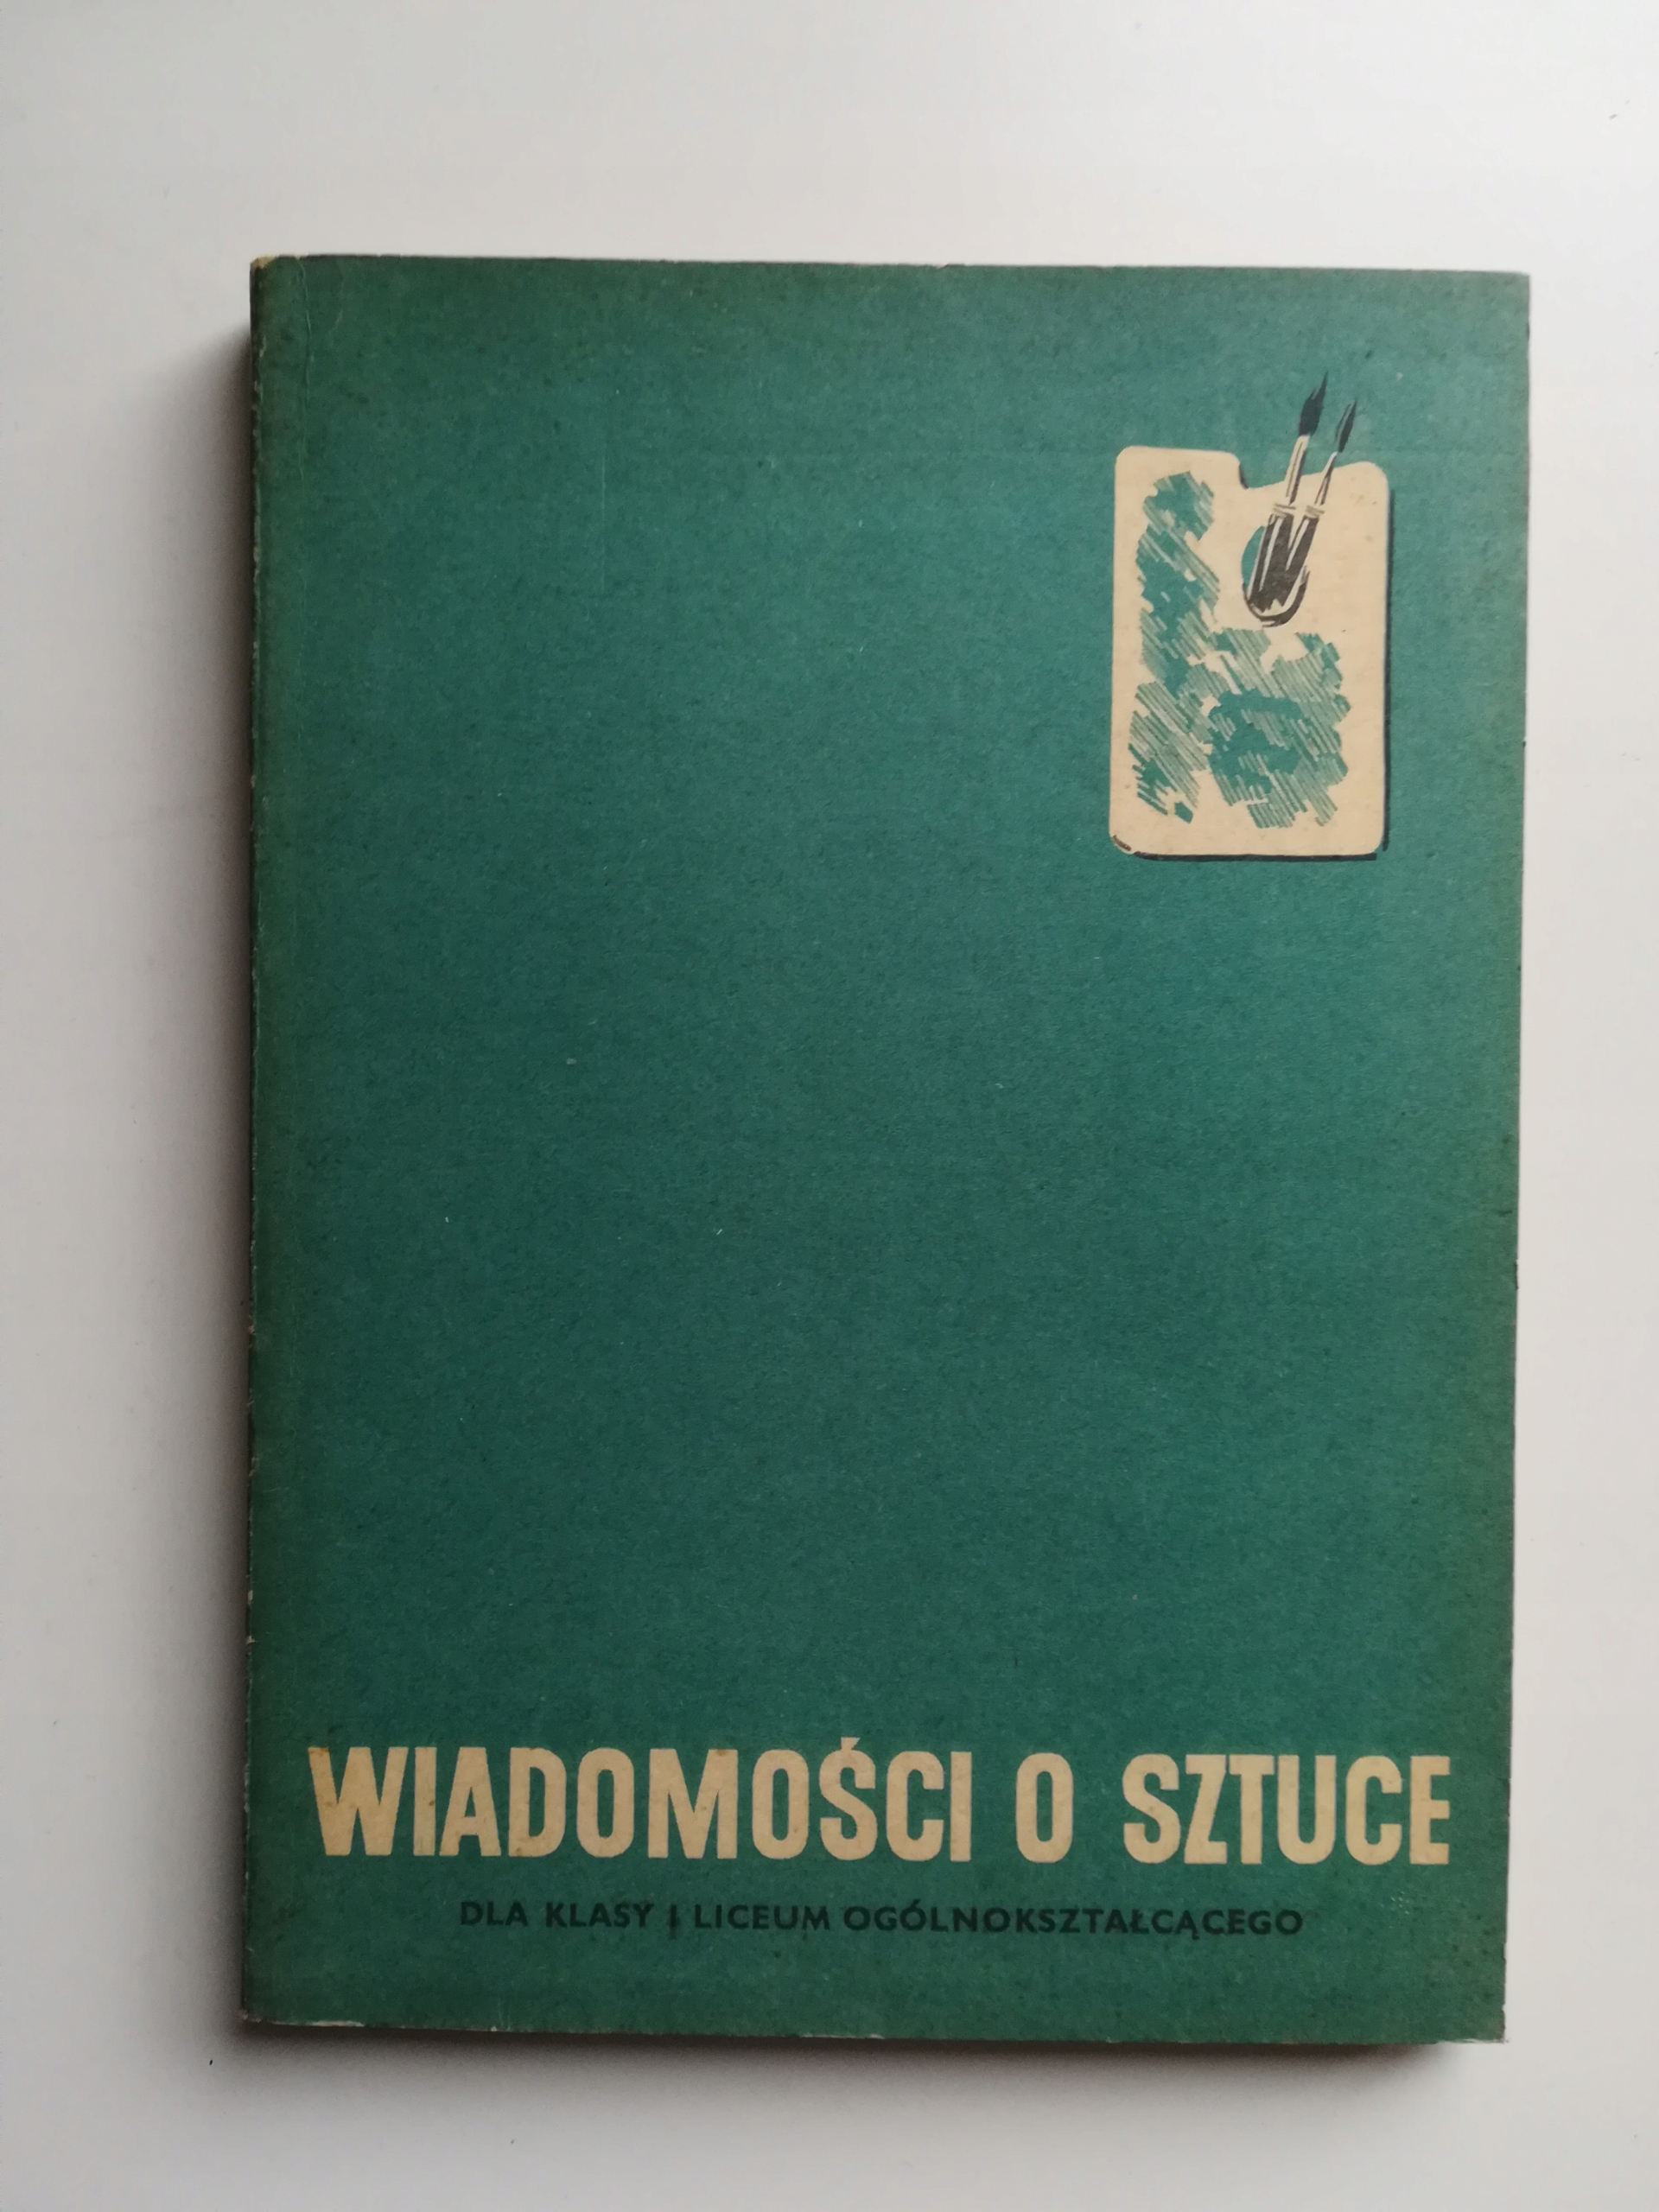 WIADOMOŚCI O SZTUCE
DLA KLASY I LICEUM OGÓLNOKSZTAŁCĄCEGO